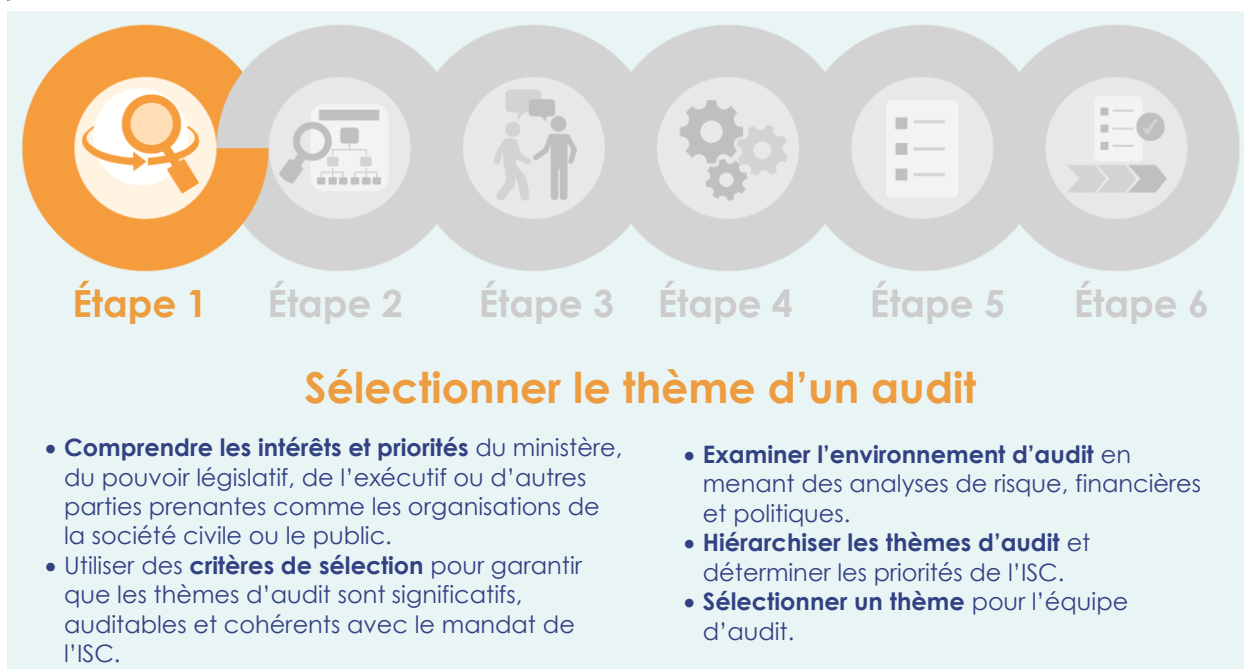 Étape 1
Étape 2
Étape 3
Étape 4
Étape 5
Étape 6
Sélectionner le thème d’un audit
• Comprendre les intérêts et priorités du ministère,
du pouvoir législatif, de l’exécutif ou d’autres
parties prenantes comme les organisations de
la société civile ou le public.
• Utiliser des critères de sélection pour garantir
que les thèmes d’audit sont significatifs,
auditables et cohérents avec le mandat de
l’ISC.
• Examiner l’environnement d’audit en
menant des analyses de risque, financières
et politiques.
• Hiérarchiser les thèmes d’audit et
déterminer les priorités de l’ISC.
• Sélectionner un thème pour l’équipe
d’audit.